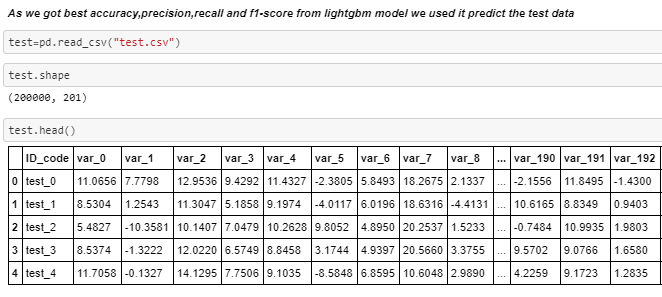 As we got best accuracy,precision,recall and f1-score from lightgbm model we used it predict the test data
test=pd.read_csv("test.csv")
test.shape
(200000, 201)
test.head()
ID_code var_0 var_1 var_2 var_3 var_4 var_5 var_6 var_7 var_8 ... var_190 var_191 var_192
0 test_0 11.0656 7.7798 12.9536 9.4292 11.4327 -2.3805 5.8493 18.2675 2.1337 ... -2.1556 11.8495 -1.4300
1 test_1 8.5304 1.2543 11.3047 5.1858 9.1974 -4.0117 6.0196 18.6316 -4.4131 ... 10.6165 8.8349 0.9403
2 test_2 5.4827 -10.3581 10.1407 7.0479 10.2628 9.8052 4.8950 20.2537 1.5233 ... -0.7484 10.9935 1.9803
3 test_3 8.5374 -1.3222 12.0220 6.5749 8.8458 3.1744 4.9397 20.5660 3.3755 ... 9.5702 9.0766 1.6580
4 test_4 11.7058 -0.1327 14.1295 7.7506 9.1035 -8.5848 6.8595 10.6048 2.9890 ... 4.2259 9.1723 1.2835